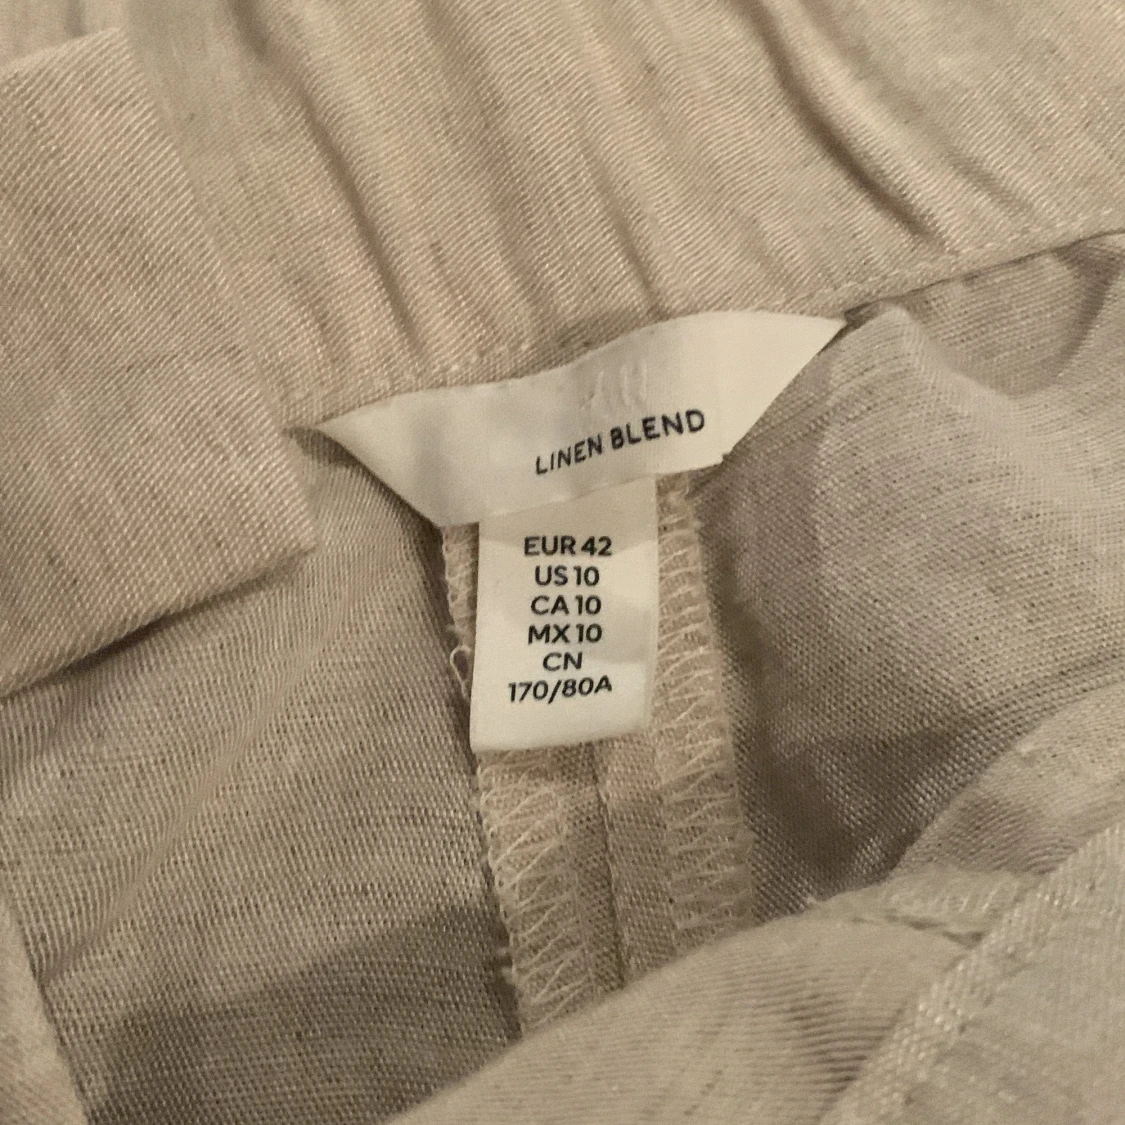 LINEN BLEND
EUR 42
US 10
CA 10
MX 10
CN
170/80A